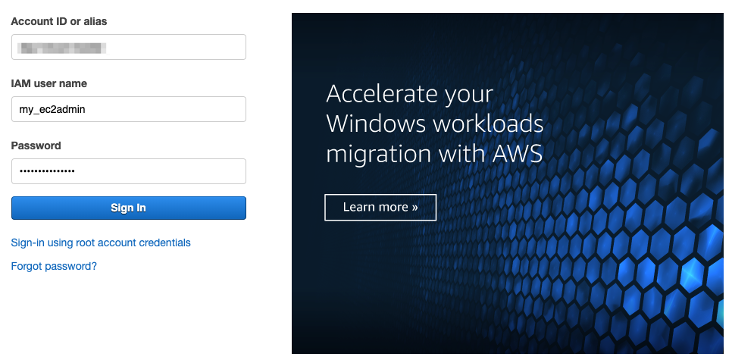 Account ID or alias
IAM user name
my_ec2admin
Password
•••••••••••••••
Sign In
Sign-in using root account credentials
Forgot password?
Accelerate your
Windows workloads
migration with AWS
Learn more »